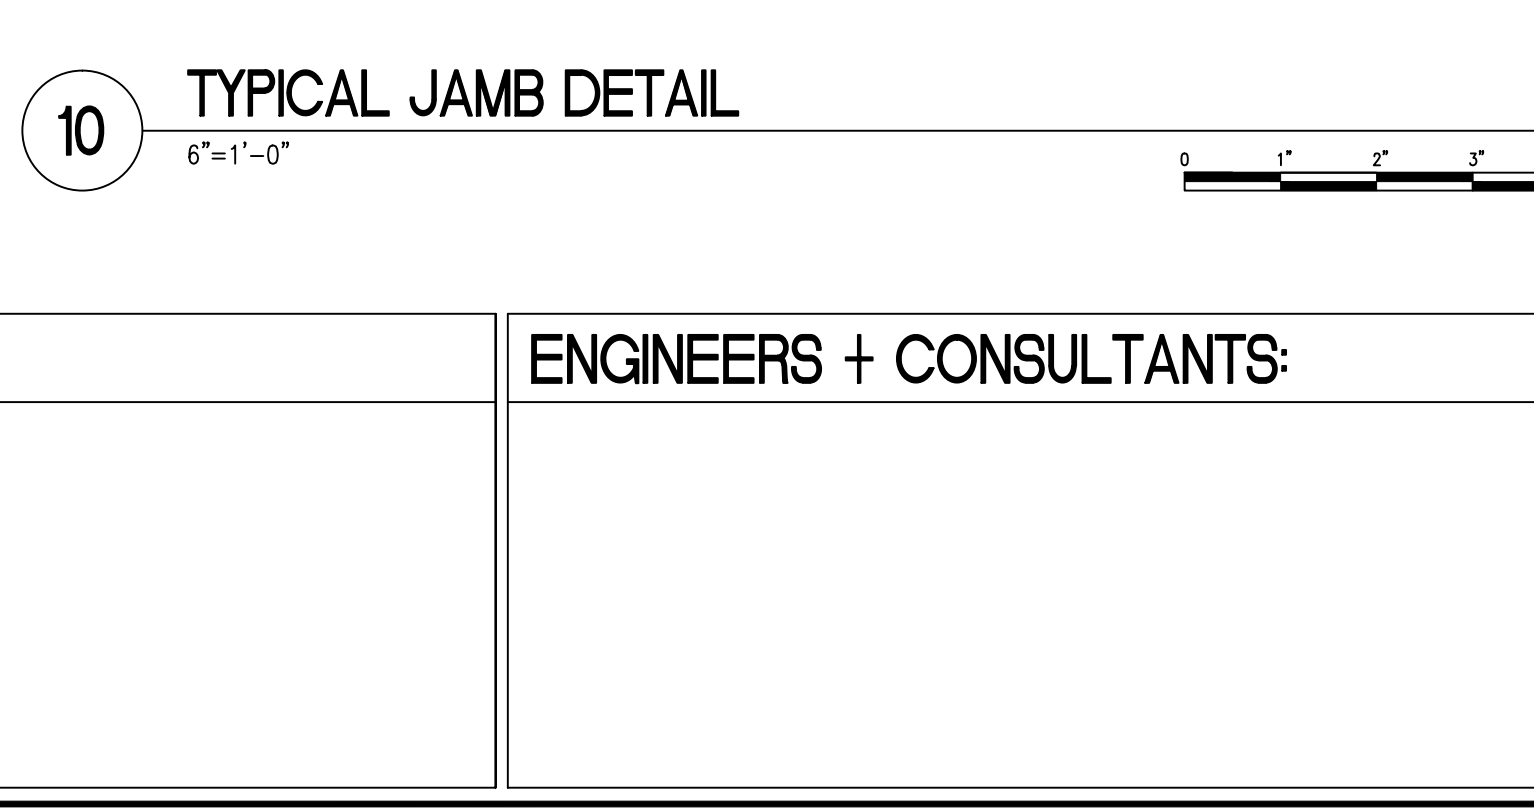 10
TYPICAL JAMB DETAIL
6"=1'-0"
0 1" 2" 3"
ENGINEERS + CONSULTANTS: